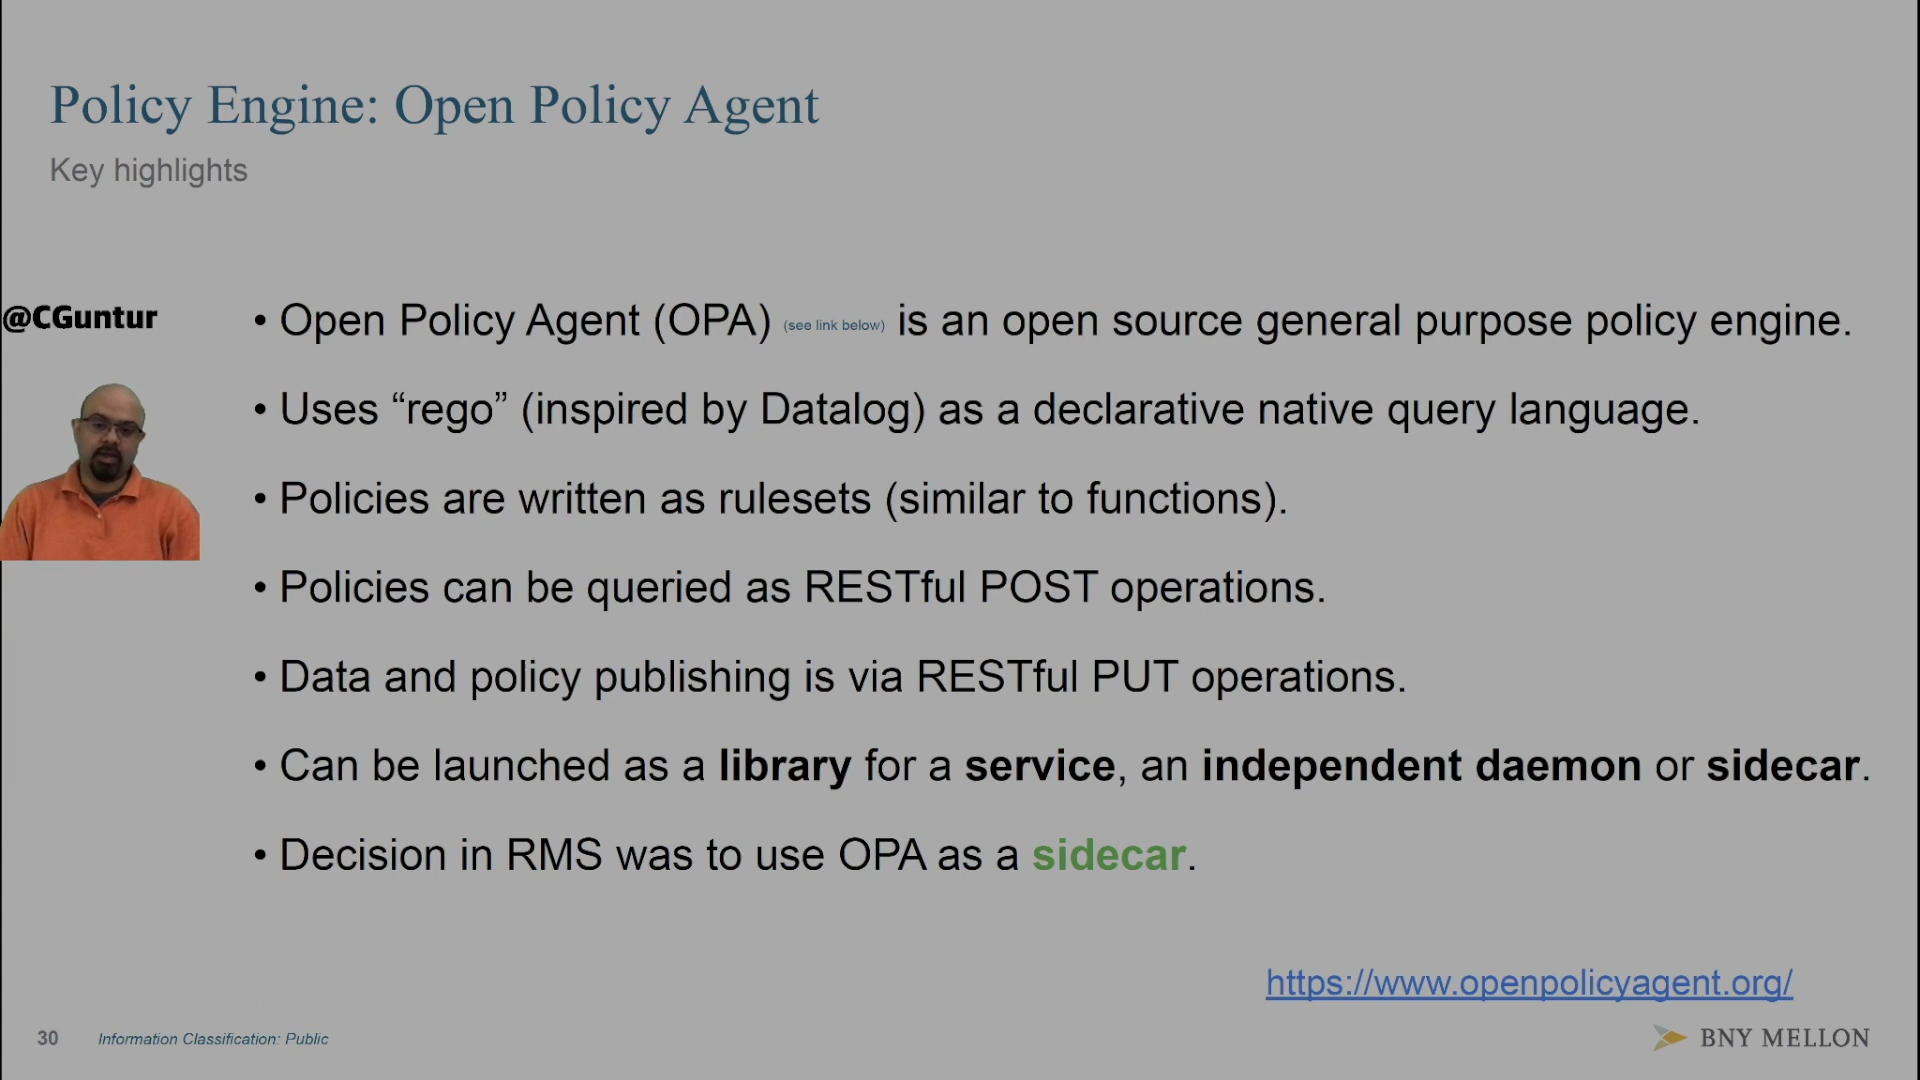 Policy Engine: Open Policy Agent
Key highlights
@CGuntur
• Open Policy Agent (OPA) (see link below) is an open source general purpose policy engine.
• Uses “rego” (inspired by Datalog) as a declarative native query language.
• Policies are written as rulesets (similar to functions).
• Policies can be queried as RESTful POST operations.
• Data and policy publishing is via RESTful PUT operations.
• Can be launched as a library for a service, an independent daemon or sidecar.
• Decision in RMS was to use OPA as a sidecar.
https://www.openpolicyagent.org/
30 Information Classification: Public
BNY MELLON